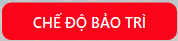 CHẾ ĐỘ BẢO TRÌ